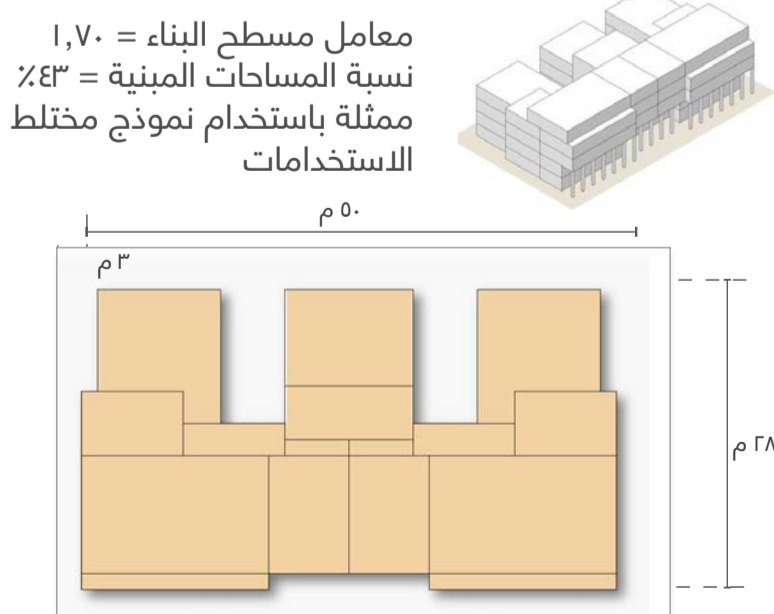 معامل مسطح البناء = ١,٧٠
نسبة المساحات المبنية = ٤٣٪
ممثلة باستخدام نموذج مختلط
الاستخدامات
٥٠ م
٣ م
٢٨ م